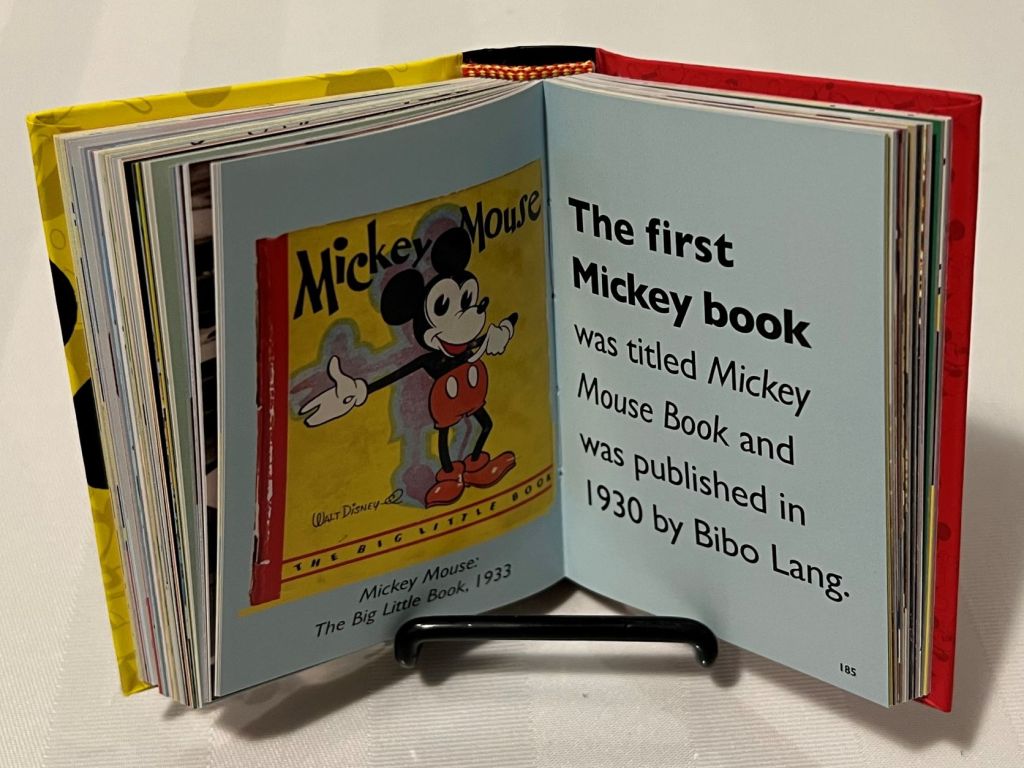 Mickey Mouse
WALT DISNEY
THE BIG LITTLE BOOK
Mickey Mouse:
The Big Little Book, 1933
The first
Mickey book
was titled Mickey
Mouse Book and
was published in
1930 by Bibo Lang.
185